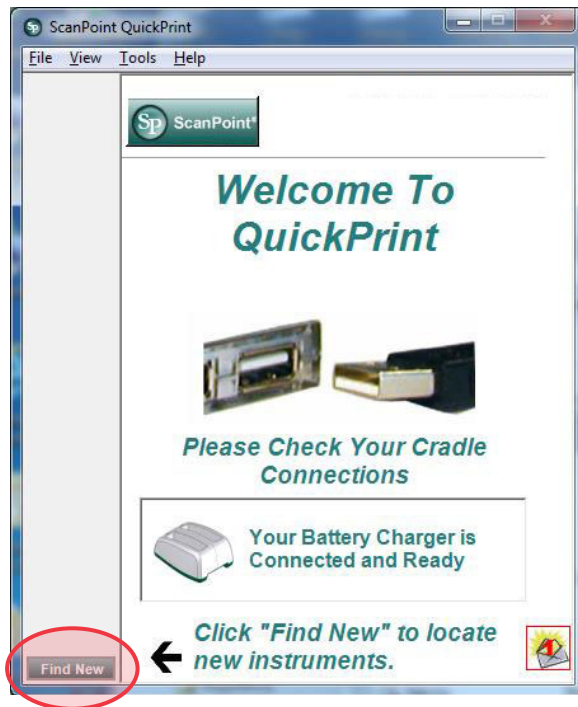 ScanPoint QuickPrint
File View Tools Help
Sp ScanPoint®
Welcome To
QuickPrint
Please Check Your Cradle
Connections
Your Battery Charger is
Connected and Ready
Click "Find New" to locate
new instruments.
Find New